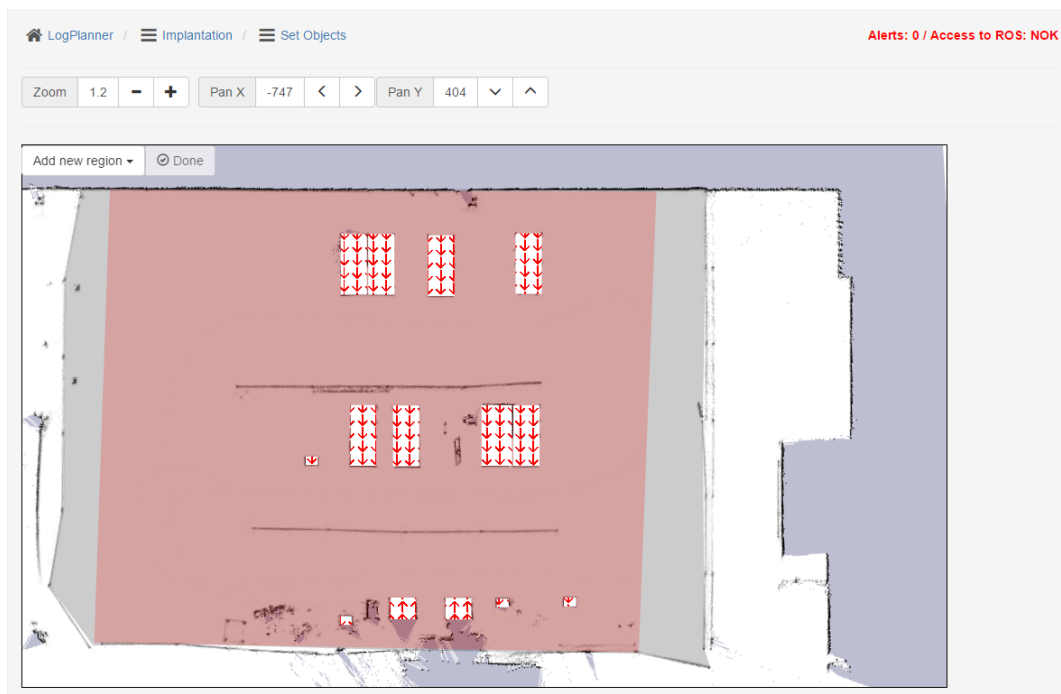 LogPlanner / Implantation / Set Objects
Alerts: 0 / Access to ROS: NOK
Zoom 1.2 Pan X -747 Pan Y 404
Add new region Done